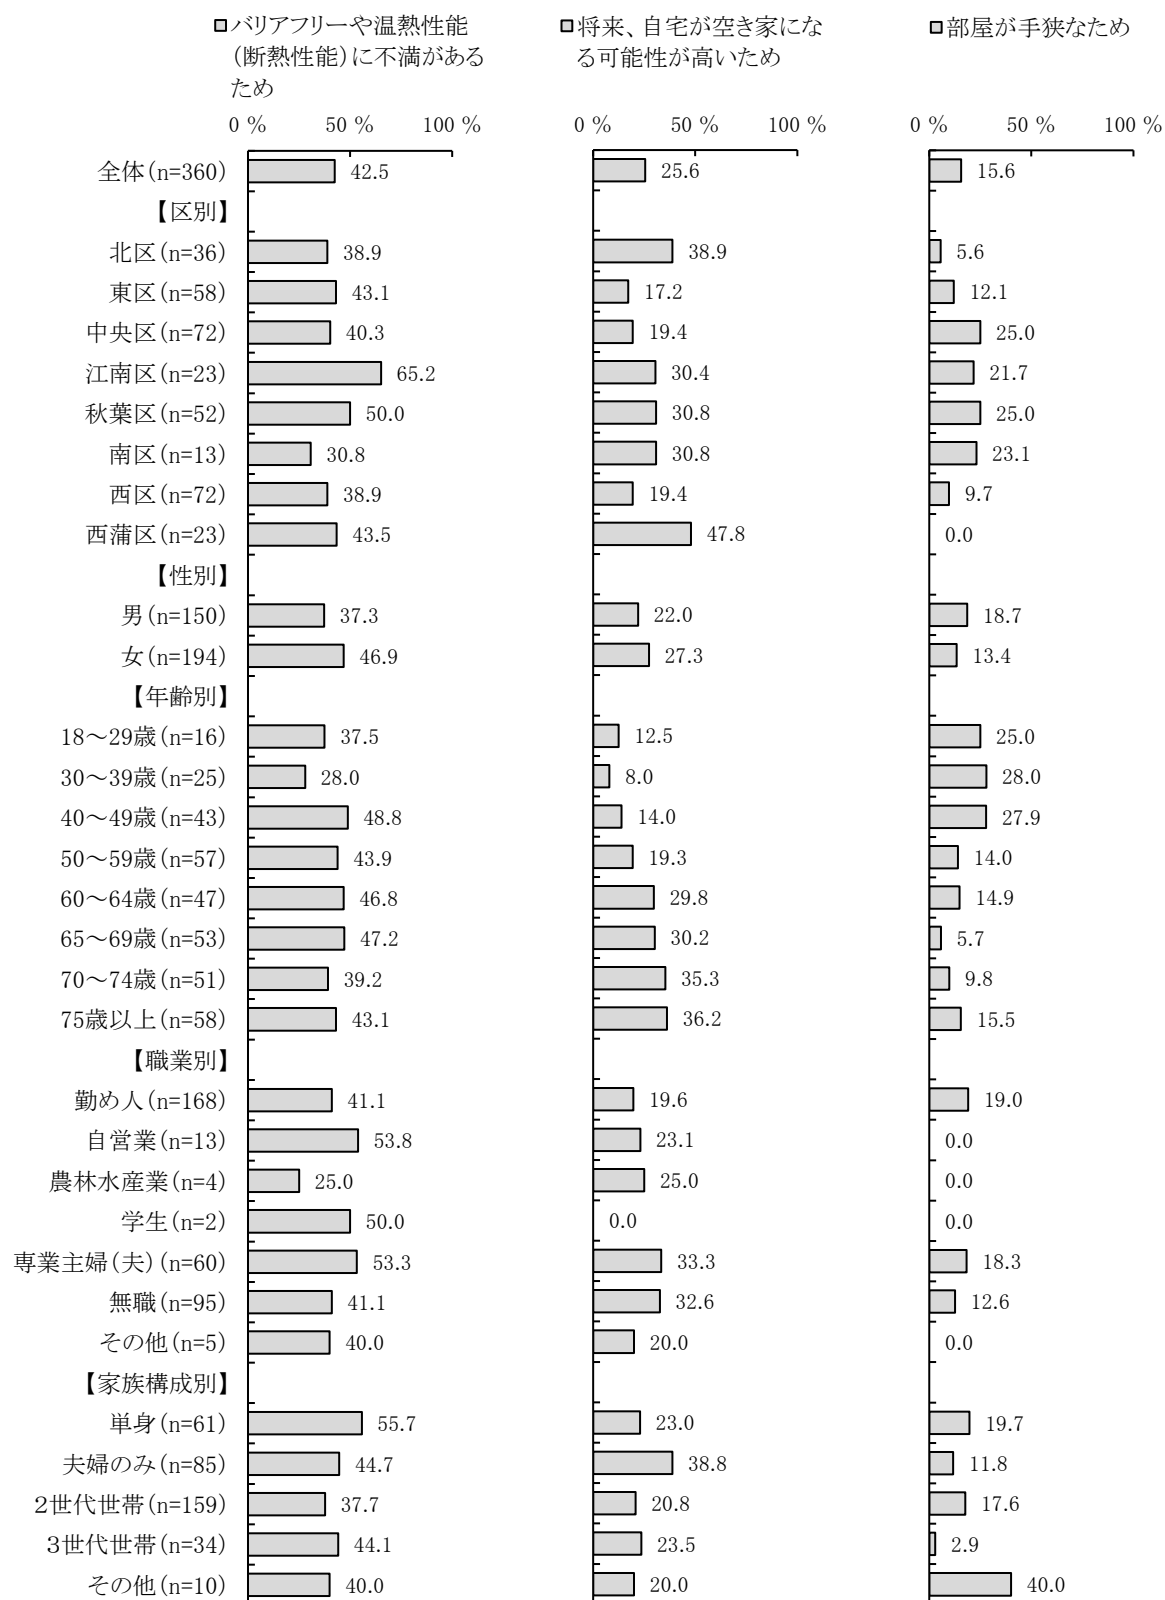 バリアフリーや温熱性能
（断熱性能）に不満がある
ため
将来、自宅が空き家にな
る可能性が高いため
部屋が手狭なため
0 % 50 % 100 % 0 % 50 % 100 % 0 % 50 % 100 %
全体（n=360） 42.5 25.6 15.6
【区別】
北区（n=36） 38.9 38.9 5.6
東区（n=58） 43.1 17.2 12.1
中央区（n=72） 40.3 19.4 25.0
江南区（n=23） 65.2 30.4 21.7
秋葉区（n=52） 50.0 30.8 25.0
南区（n=13） 30.8 30.8 23.1
西区（n=72） 38.9 19.4 9.7
西蒲区（n=23） 43.5 47.8 0.0
【性別】
男（n=150） 37.3 22.0 18.7
女（n=194） 46.9 27.3 13.4
【年齢別】
18～29歳（n=16） 37.5 12.5 25.0
30～39歳（n=25） 28.0 8.0 28.0
40～49歳（n=43） 48.8 14.0 27.9
50～59歳（n=57） 43.9 19.3 14.0
60～64歳（n=47） 46.8 29.8 14.9
65～69歳（n=53） 47.2 30.2 5.7
70～74歳（n=51） 39.2 35.3 9.8
75歳以上（n=58） 43.1 36.2 15.5
【職業別】
勤め人（n=168） 41.1 19.6 19.0
自営業（n=13） 53.8 23.1 0.0
農林水産業（n=4） 25.0 25.0 0.0
学生（n=2） 50.0 0.0 0.0
専業主婦（夫）（n=60） 53.3 33.3 18.3
無職（n=95） 41.1 32.6 12.6
その他（n=5） 40.0 20.0 0.0
【家族構成別】
単身（n=61） 55.7 23.0 19.7
夫婦のみ（n=85） 44.7 38.8 11.8
２世代世帯（n=159） 37.7 20.8 17.6
３世代世帯（n=34） 44.1 23.5 2.9
その他（n=10） 40.0 20.0 40.0